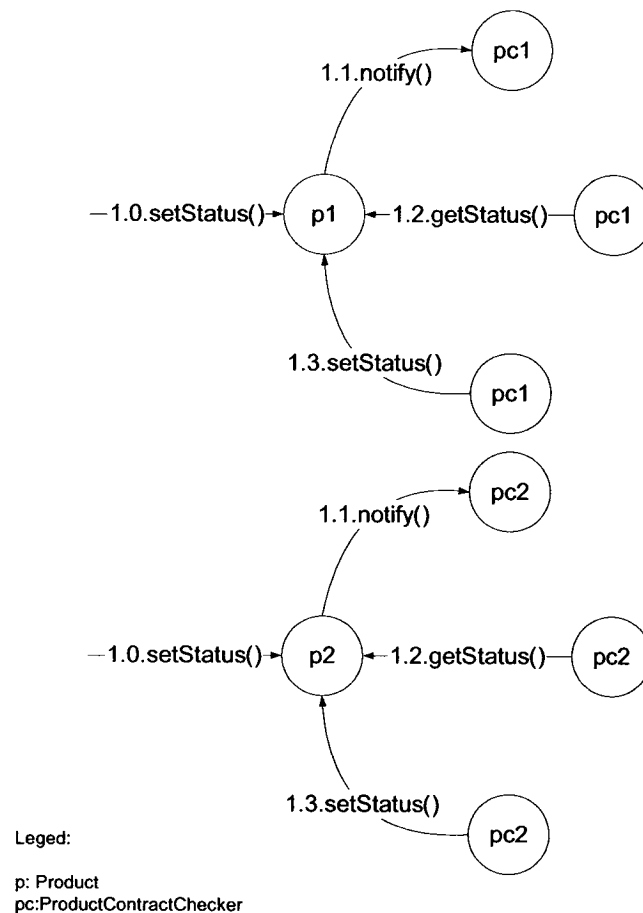 pc1
1.1.notify()
1.0.setStatus()
p1
1.2.getStatus()
pc1
1.3.setStatus()
pc1
pc2
1.1.notify()
1.0.setStatus()
p2
1.2.getStatus()
pc2
1.3.setStatus()
pc2
Leged:
p: Product
pc:ProductContractChecker